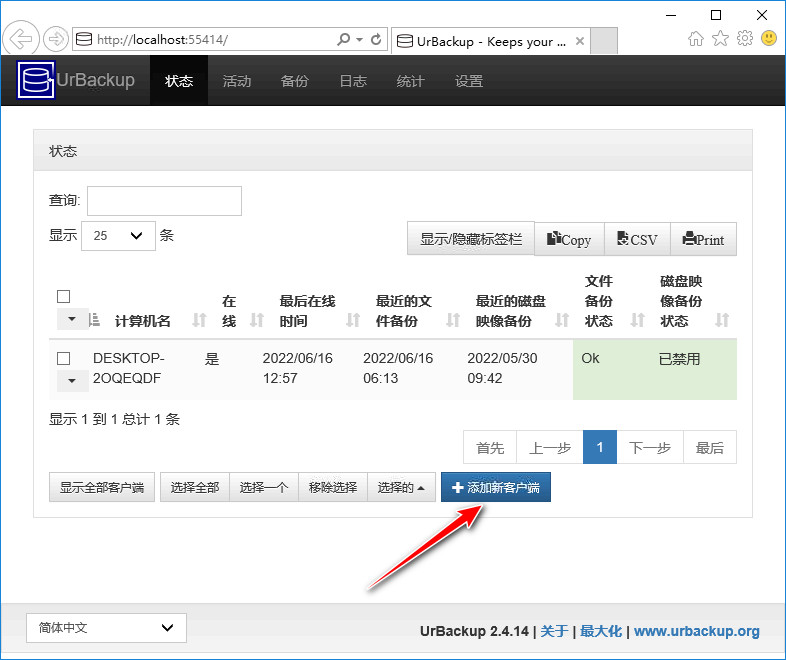 http://localhost:55414/
UrBackup - Keeps your ...
UrBackup 状态 活动 备份 日志 统计 设置
状态
查询:
显示 25 条
显示/隐藏标签栏 Copy CSV Print
计算机名
在线
最后在线
时间
最近的文
件备份
最近的磁盘
映像备份
文件
备份
状态
磁盘映
像备份
状态
DESKTOP-
2OQEQDF
是
2022/06/16
12:57
2022/06/16
06:13
2022/05/30
09:42
Ok
已禁用
显示 1 到 1 总计 1 条
首先 上一步 1 下一步 最后
显示全部客户端 选择全部 选择一个 移除选择 选择的 添加新客户端
简体中文
UrBackup 2.4.14 | 关于 | 最大化 | www.urbackup.org